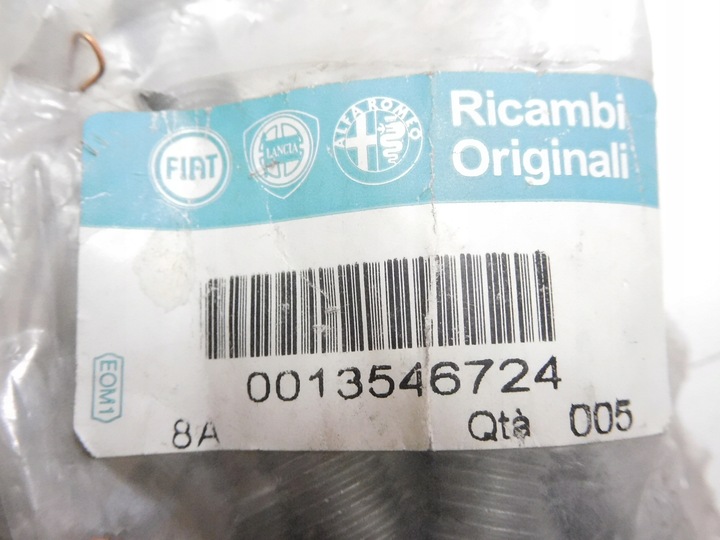 FIAT
LANCIA
ALFA ROMEO
Ricambi
Originali
0013546724
EOM1
8A
Qtà 005